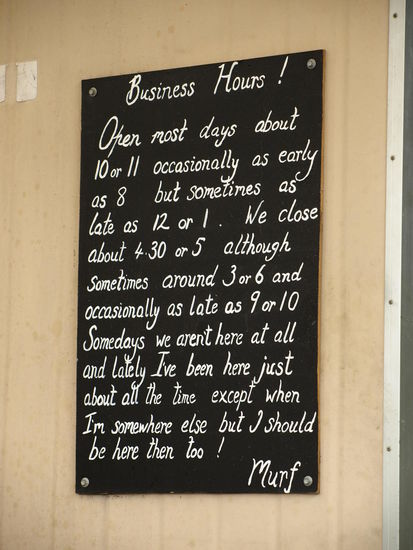 Business Hours !
Open most days about
10 or 11 occasionally as early
as 8 but sometimes as
late as 12 or 1 . We close
about 4.30 or 5 although
sometimes around 3 or 6 and
occasionally as late as 9 or 10
Somedays we aren't here at all
and lately I've been here just
about all the time except when
I'm somewhere else but I should
be here then too !
Murf